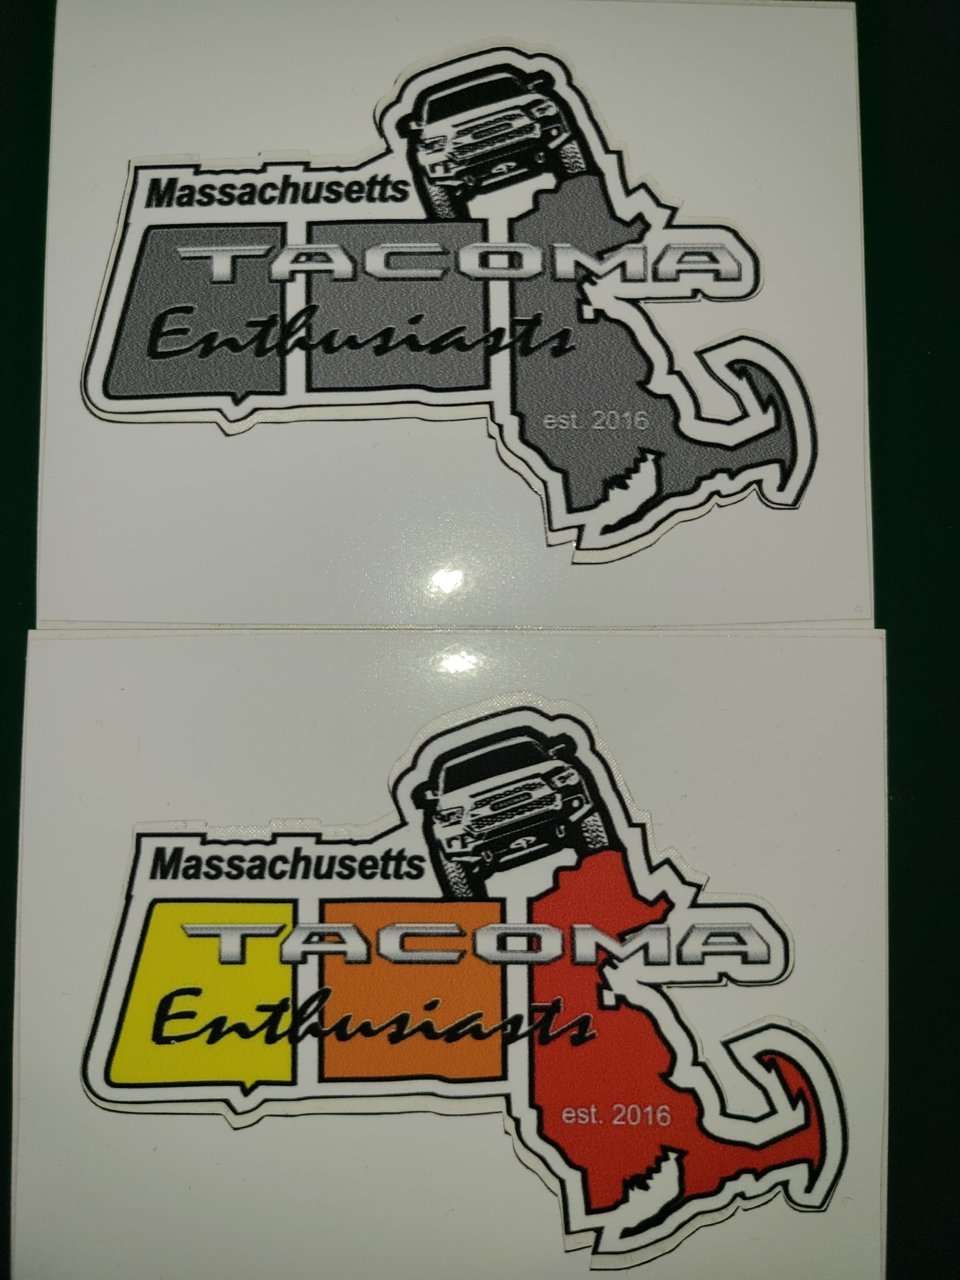 Massachusetts
TACOMA
Enthusiasts
est. 2016
Massachusetts
TACOMA
Enthusiasts
est. 2016